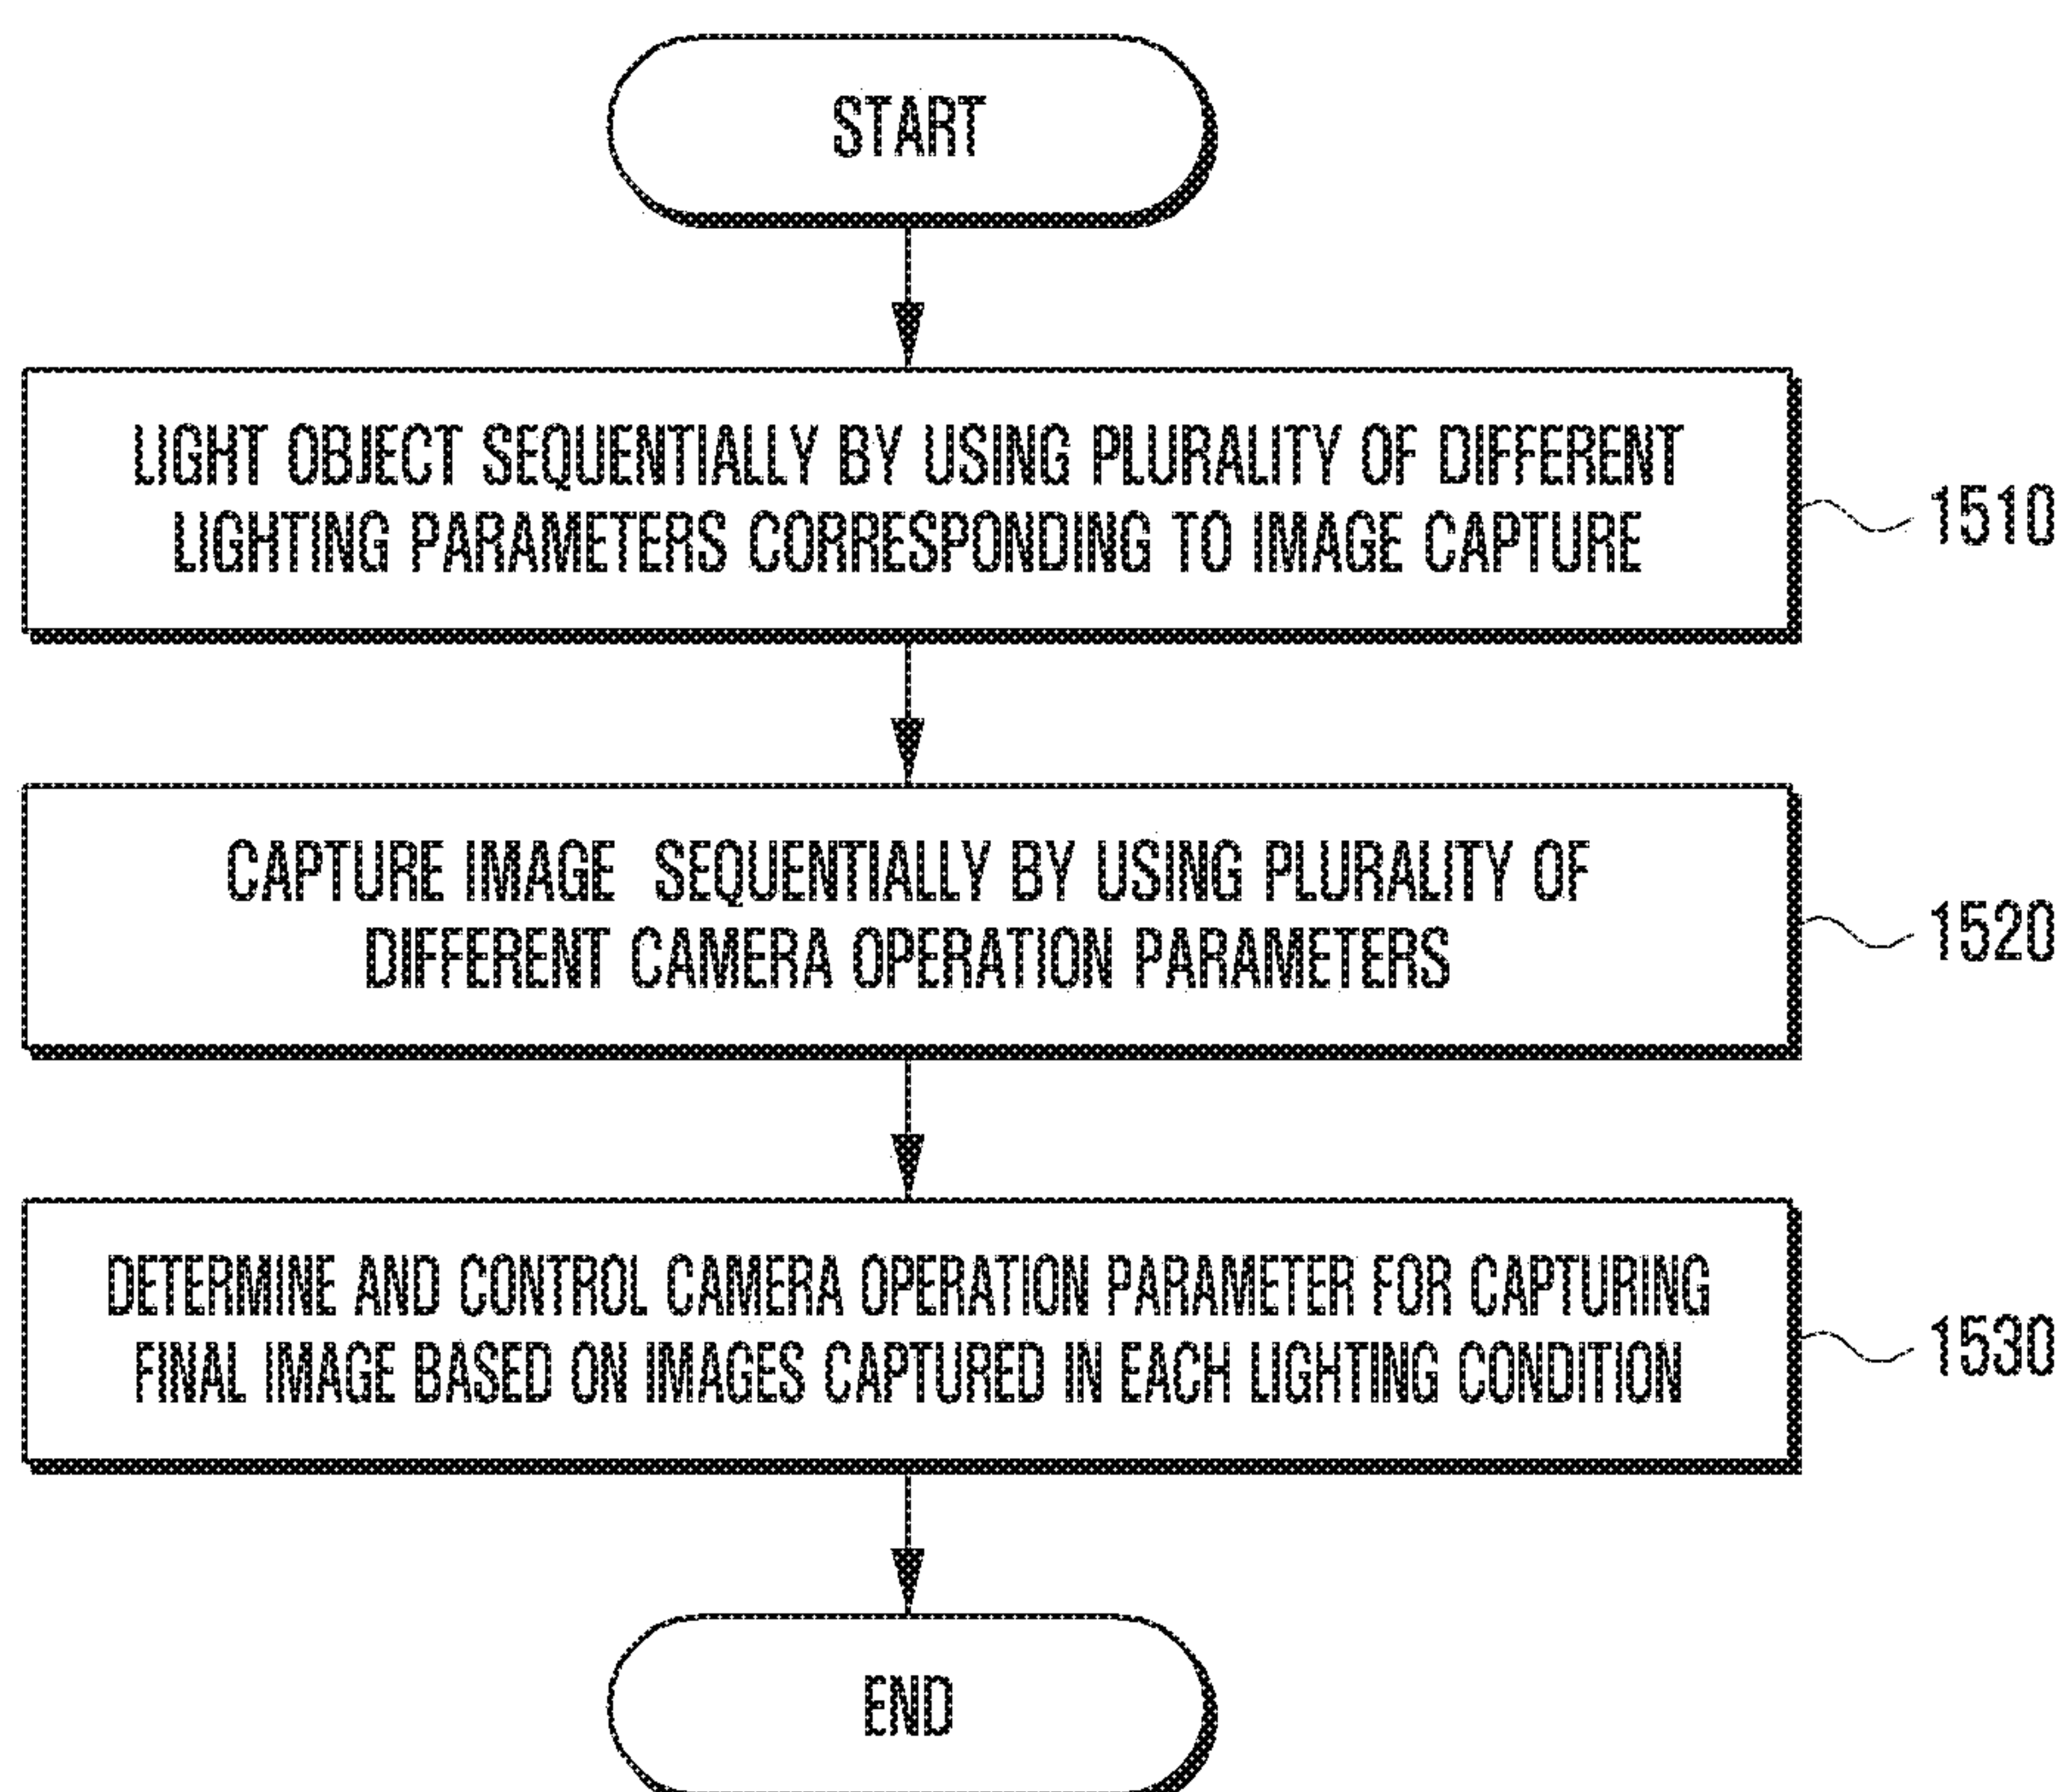 START
LIGHT OBJECT SEQUENTIALLY BY USING PLURALITY OF DIFFERENT
LIGHTING PARAMETERS CORRESPONDING TO IMAGE CAPTURE
1510
CAPTURE IMAGE SEQUENTIALLY BY USING PLURALITY OF
DIFFERENT CAMERA OPERATION PARAMETERS
1520
DETERMINE AND CONTROL CAMERA OPERATION PARAMETER FOR CAPTURING
FINAL IMAGE BASED ON IMAGES CAPTURED IN EACH LIGHTING CONDITION
1530
END